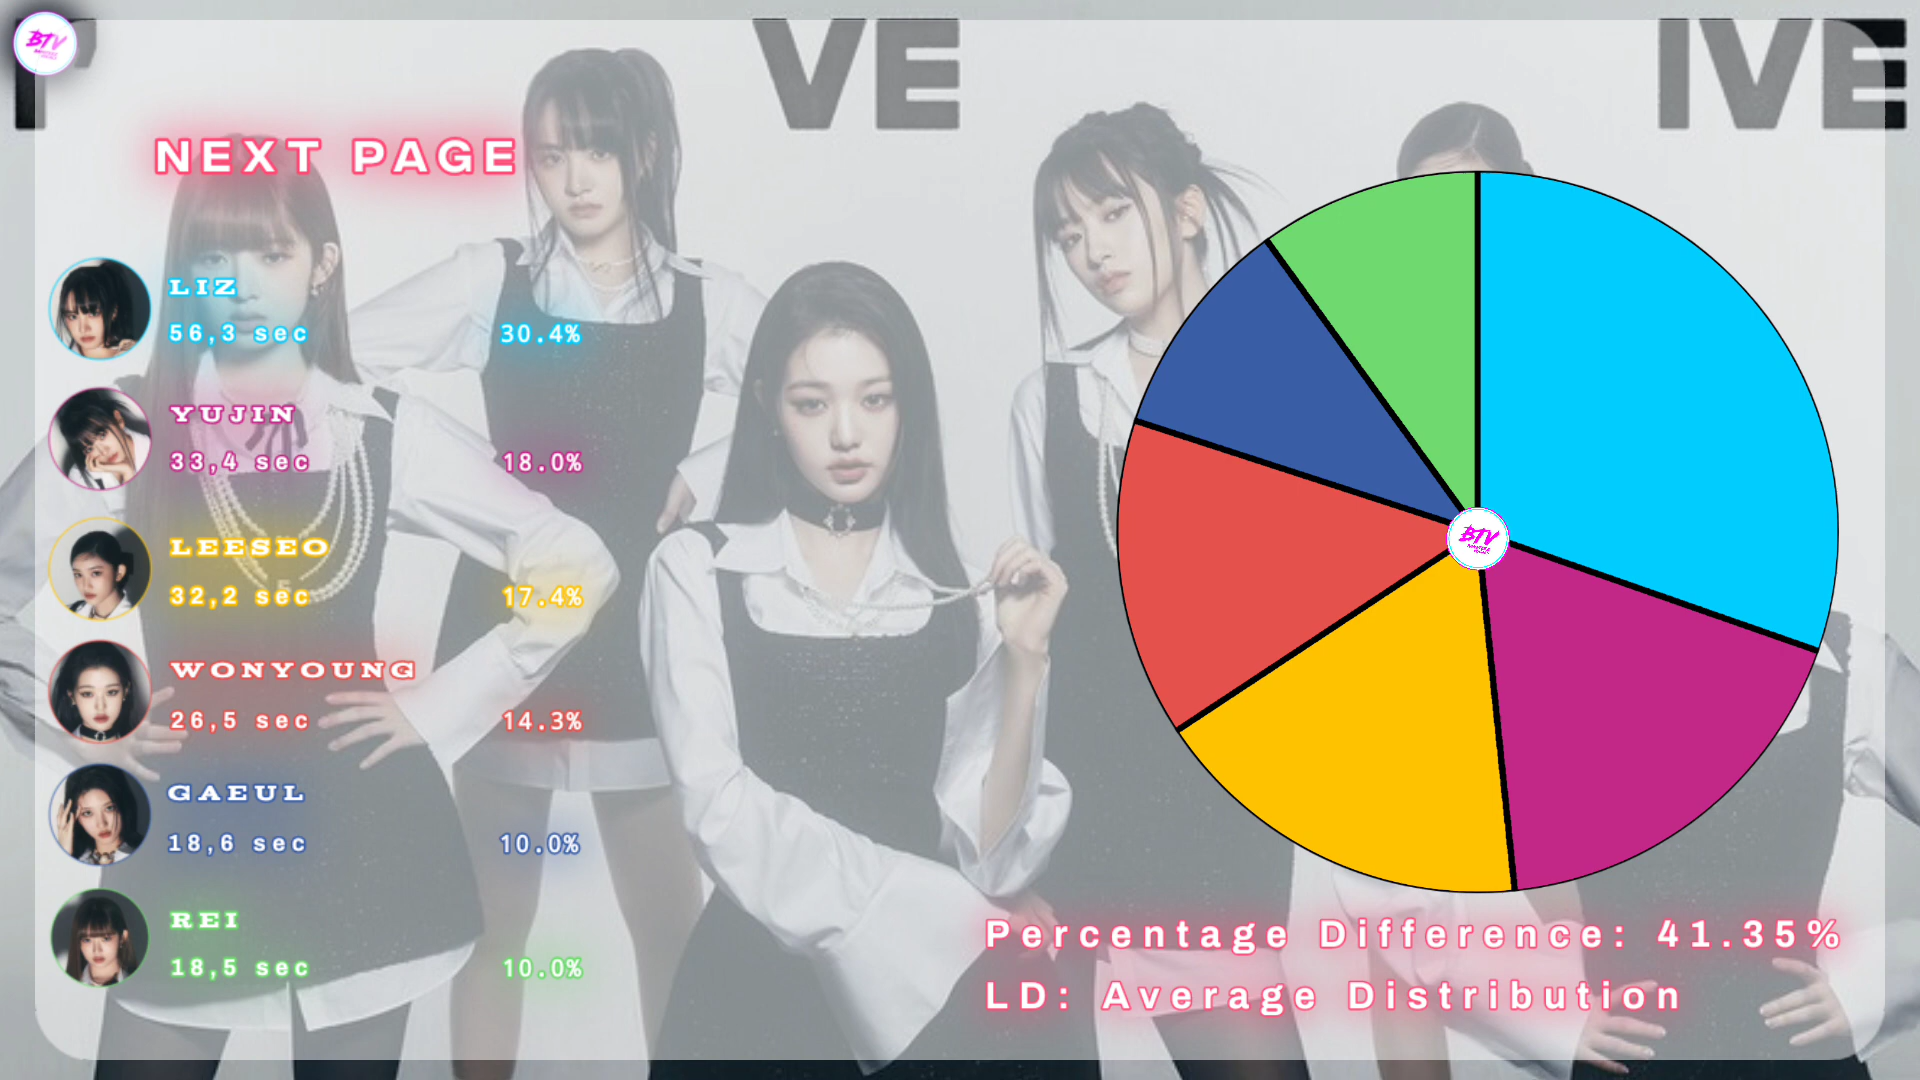 BTV
VE
IVE
NEXT PAGE
LIZ
56,3 sec 30.4%
YUJIN
33,4 sec 18.0%
LEESEO
32,2 sec 17.4%
WONYOUNG
26,5 sec 14.3%
GAEUL
18,6 sec 10.0%
REI
18,5 sec 10.0%
BTV
Percentage Difference: 41.35%
LD: Average Distribution